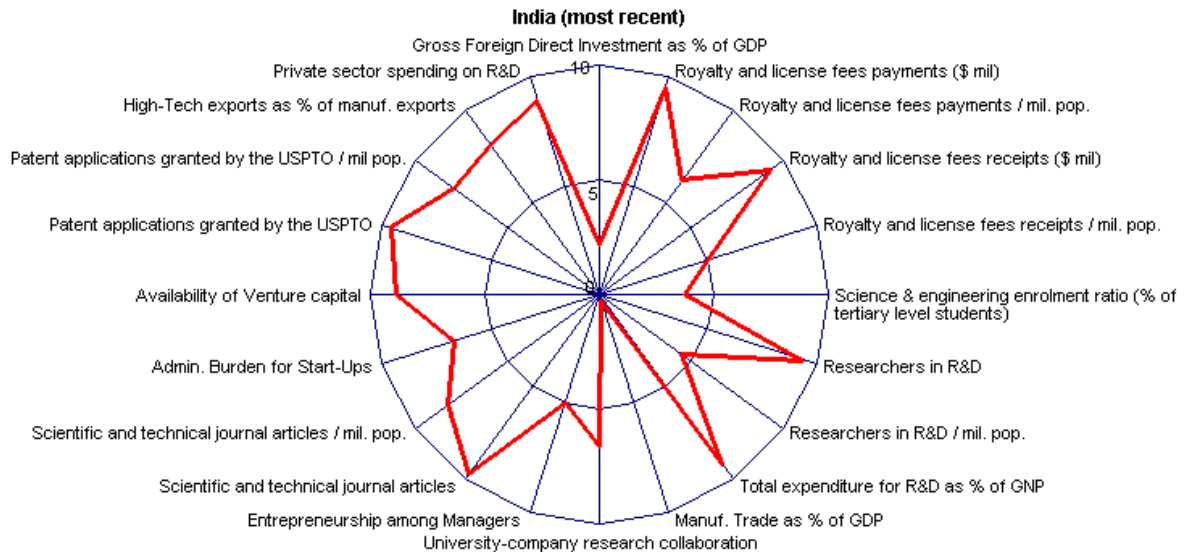 India (most recent)
Gross Foreign Direct Investment as % of GDP
Private sector spending on R&D
10
Royalty and license fees payments ($ mil)
High-Tech exports as % of manuf. exports
Royalty and license fees payments / mil. pop.
Patent applications granted by the USPTO / mil pop.
Royalty and license fees receipts ($ mil)
5
Patent applications granted by the USPTO
Royalty and license fees receipts / mil. pop.
0
Availability of Venture capital
Science & engineering enrolment ratio (% of
tertiary level students)
Admin. Burden for Start-Ups
Researchers in R&D
Scientific and technical journal articles / mil. pop.
Researchers in R&D / mil. pop.
Scientific and technical journal articles
Total expenditure for R&D as % of GNP
Entrepreneurship among Managers
Manuf. Trade as % of GDP
University-company research collaboration